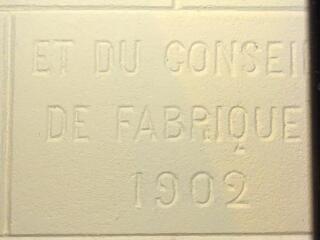 ET DU CONSEI
DE FABRIQUE
1902